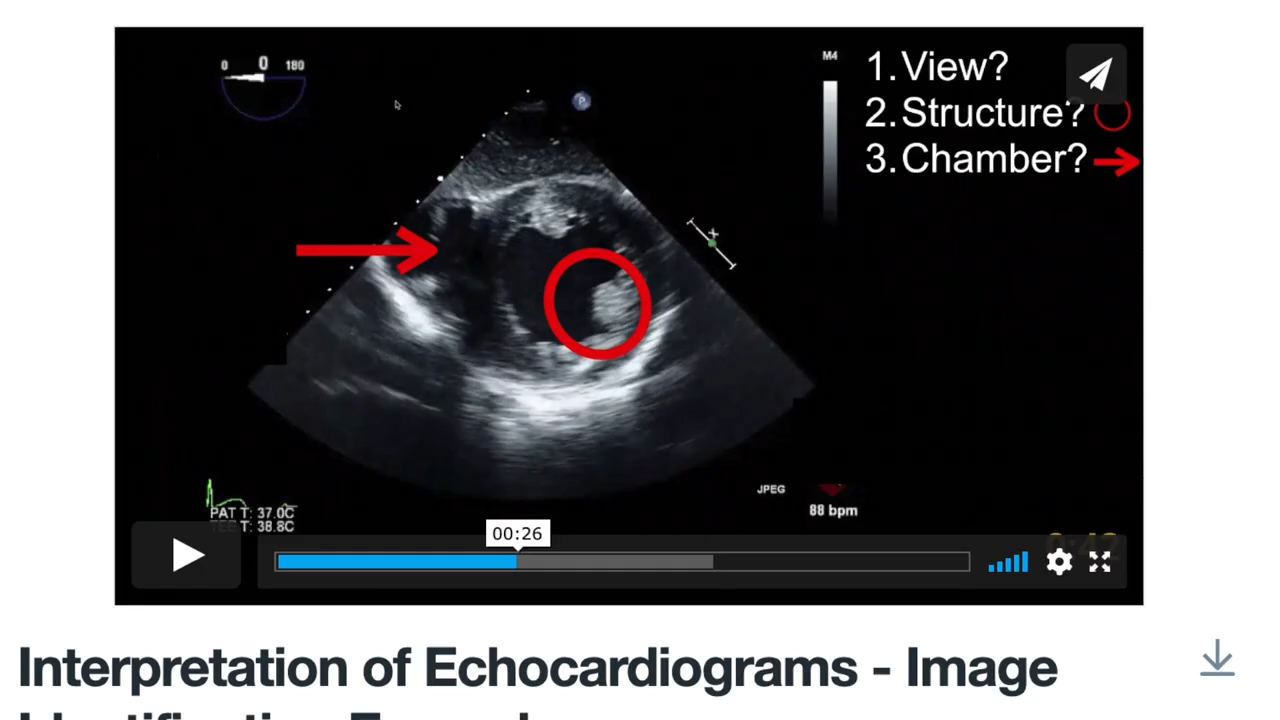 0 0 180
P
M4
1. View?
2. Structure?
3. Chamber?
JPEG
88 bpm
PAT T: 37.0C
TEE T: 38.8C
00:26
Interpretation of Echocardiograms - Image